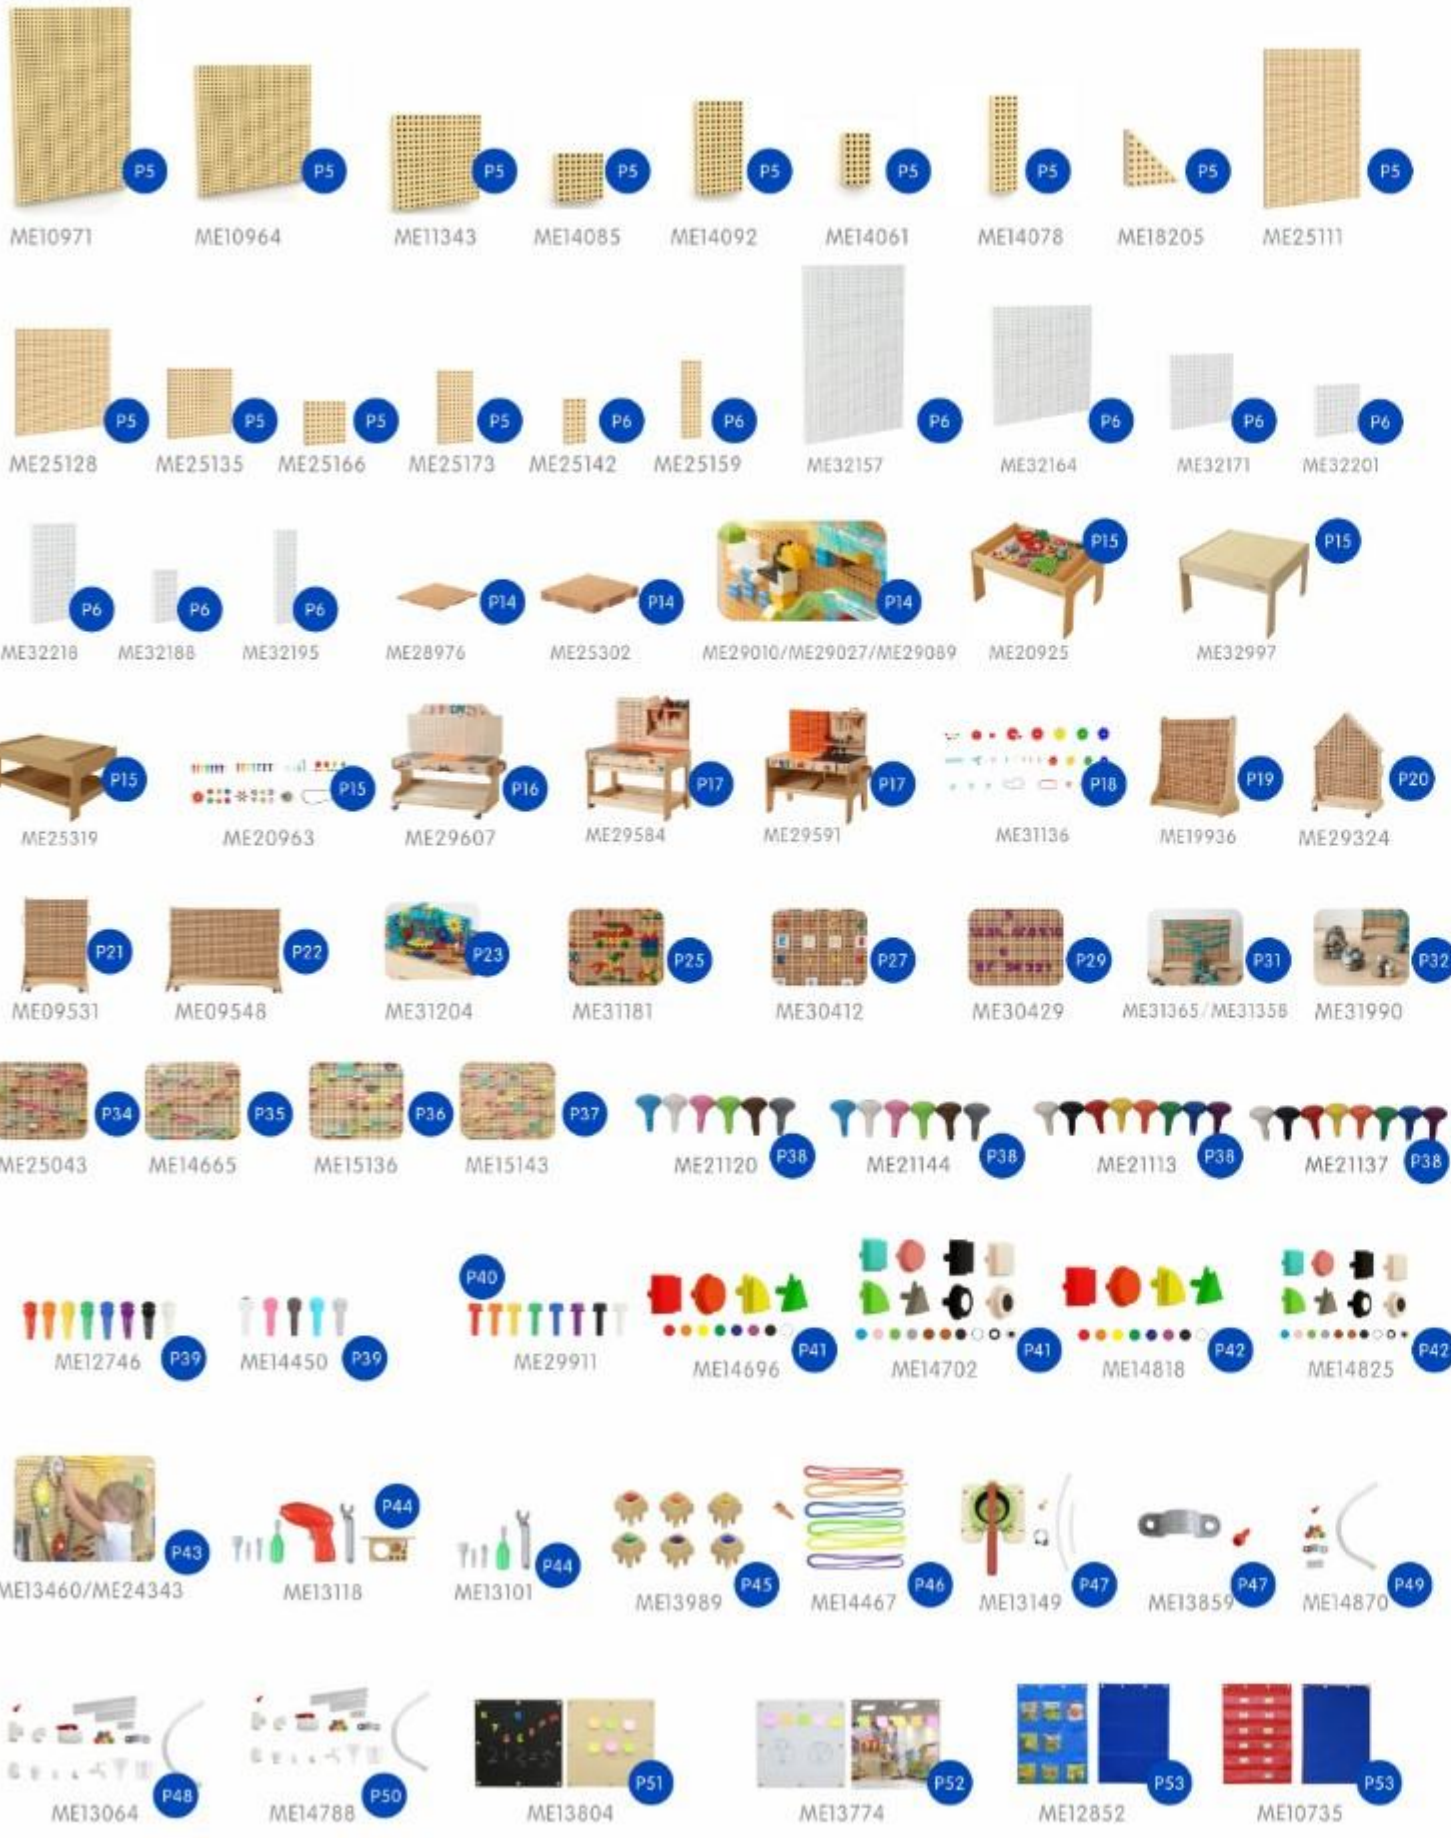 P5 P5 P5 P5 P5 P5 P5 P5 P5
ME10971 ME10964 ME11343 ME14085 ME14092 ME14061 ME14078 ME18205 ME25111
P5 P5 P5 P5 P6 P6 P6 P6 P6 P6
ME25128 ME25135 ME25166 ME25173 ME25142 ME25159 ME32157 ME32164 ME32171 ME32201
P6 P6 P6 P14 P14 P14 P15 P15
ME32218 ME32188 ME32195 ME28976 ME25302 ME29010/ME29027/ME29089 ME20925 ME32997
P15 P15 P16 P17 P17 P18 P19 P20
ME25319 ME20963 ME29607 ME29584 ME29591 ME31136 ME19936 ME29324
P21 P22 P23 P25 P27 P29 P31 P32
ME09531 ME09548 ME31204 ME31181 ME30412 ME30429 ME31365/ME31358 ME31990
P34 P35 P36 P37 P38 P38 P38 P38
ME25043 ME14665 ME15136 ME15143 ME21120 ME21144 ME21113 ME21137
P39 P39 P40 P41 P41 P42 P42
ME12746 ME14450 ME29911 ME14696 ME14702 ME14818 ME14825
P43 P44 P44 P45 P46 P47 P47 P49
ME13460/ME24343 ME13118 ME13101 ME13989 ME14467 ME13149 ME13859 ME14870
2+2=5
P48 P50 P51 P52 P53 P53
ME13064 ME14788 ME13804 ME13774 ME12852 ME10735